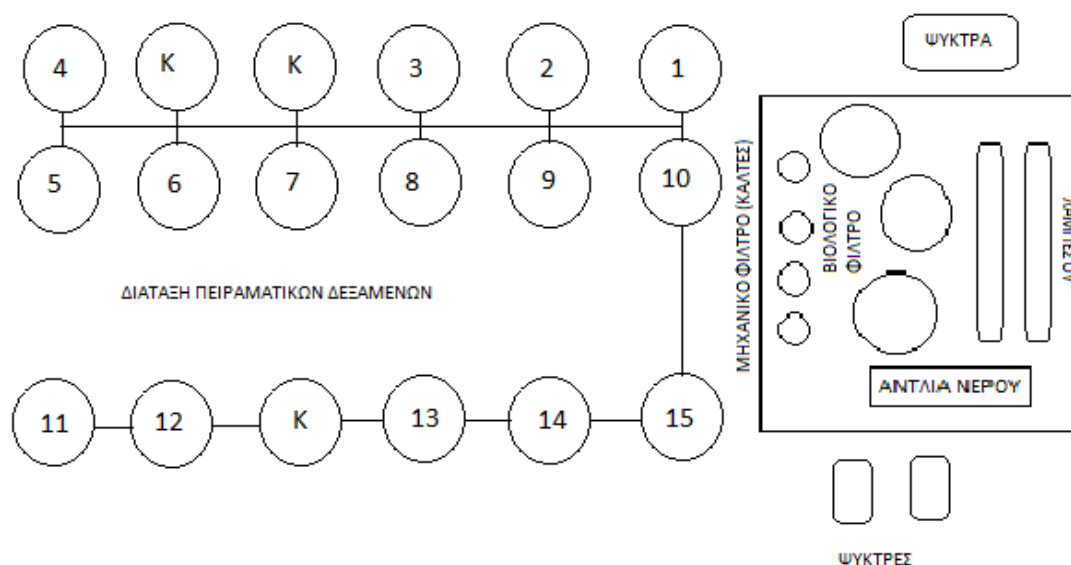 ΨΥΚΤΡΑ
4 Κ Κ 3 2 1
5 6 7 8 9 10
ΜΗΧΑΝΙΚΟ ΦΙΛΤΡΟ (ΚΑΛΤΕΣ)
ΒΙΟΛΟΓΙΚΟ
ΦΙΛΤΡΟ
ΔΙΑΤΑΞΗ ΠΕΙΡΑΜΑΤΙΚΩΝ ΔΕΞΑΜΕΝΩΝ
ΑΝΤΛΙΑ ΝΕΡΟΥ
11 12 Κ 13 14 15
ΨΥΚΤΡΕΣ